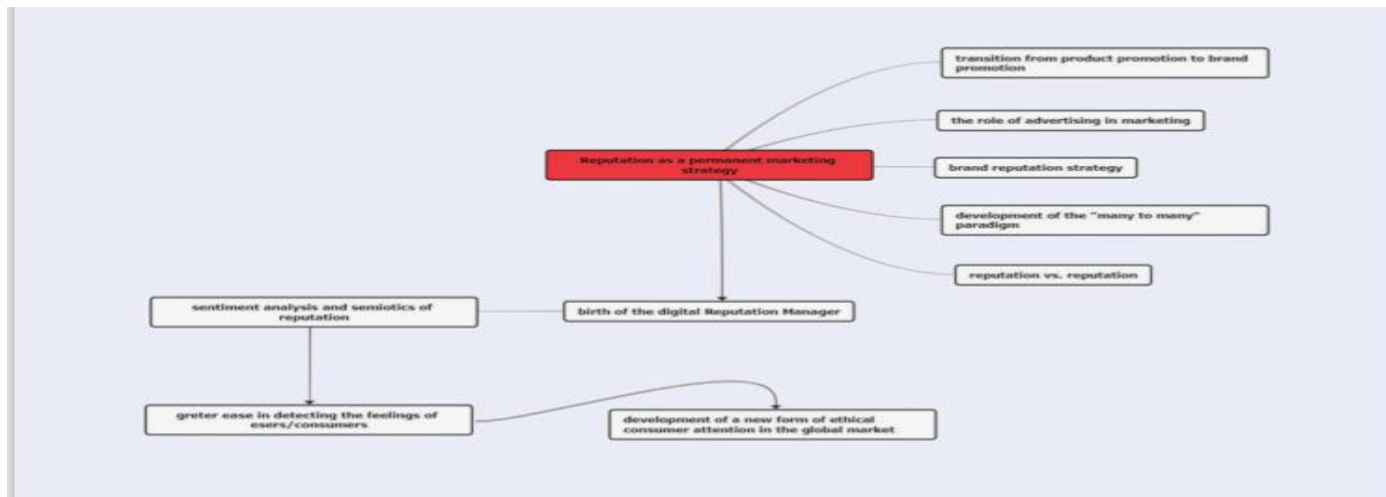 transition from product promotion to brand
promotion
the role of advertising in marketing
Reputation as a permanent marketing
strategy
brand reputation strategy
development of the "many to many"
paradigm
reputation vs. reputation
sentiment analysis and semiotics of
reputation
birth of the digital Reputation Manager
greter ease in detecting the feelings of
esers/consumers
development of a new form of ethical
consumer attention in the global market